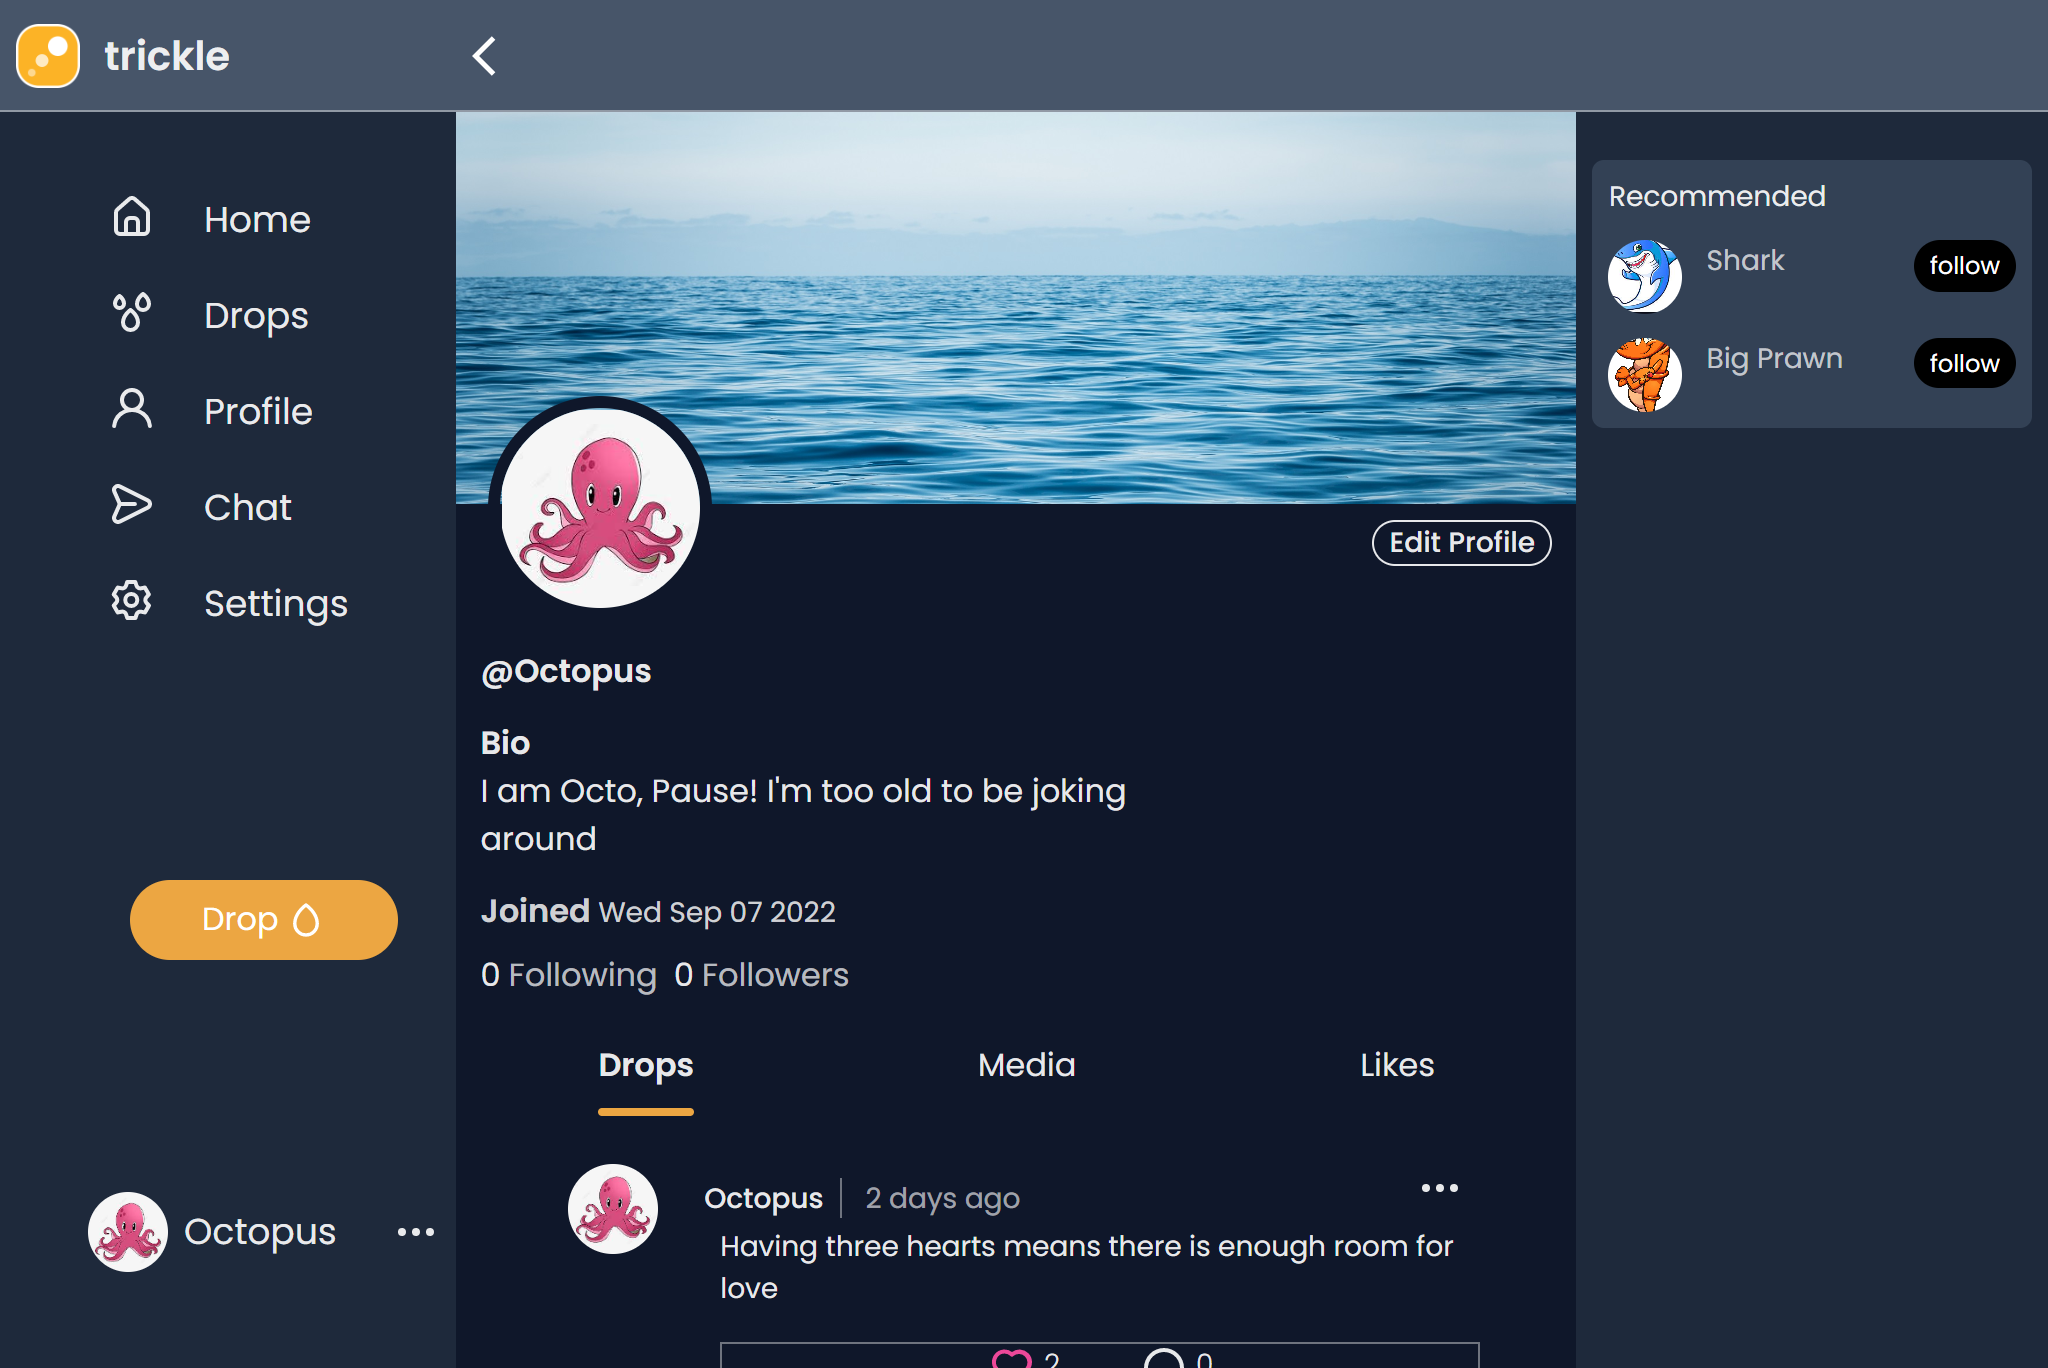 trickle
Home
Drops
Profile
Chat
Settings
Drop
Octopus
Edit Profile
@Octopus
Bio
I am Octo, Pause! I'm too old to be joking
around
Joined Wed Sep 07 2022
0 Following 0 Followers
Drops Media Likes
Octopus 2 days ago
Having three hearts means there is enough room for
love
2 0
Recommended
Shark follow
Big Prawn follow